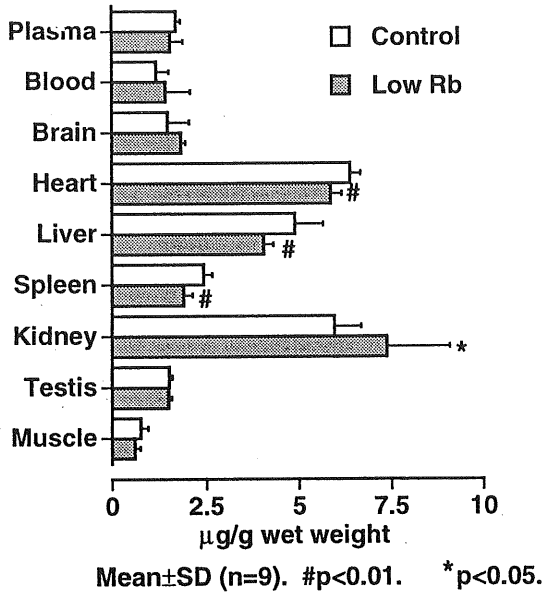 Plasma
Control
Blood
Low Rb
Brain
Heart
#
Liver
#
Spleen
#
Kidney
*
Testis
Muscle
0 2.5 5 7.5 10
μg/g wet weight
Mean±SD (n=9). #p<0.01. *p<0.05.